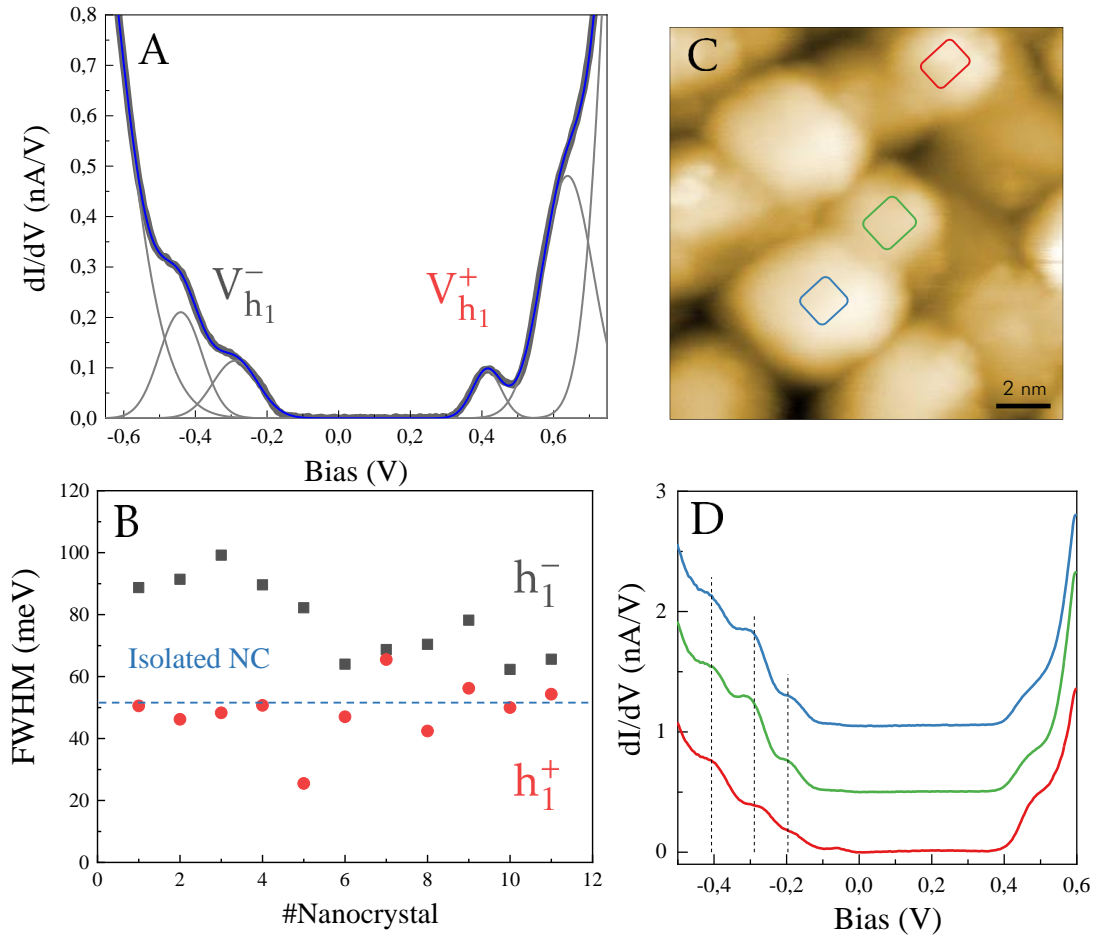 A
0,8
0,7
0,6
0,5
0,4
0,3
0,2
0,1
0,0
dI/dV (nA/V)
V⁻h₁
V⁺h₁
-0,6 -0,4 -0,2 0,0 0,2 0,4 0,6
Bias (V)
C
2 nm
B
120
100
80
60
40
20
0
FWHM (meV)
h₁⁻
Isolated NC
h₁⁺
0 2 4 6 8 10 12
#Nanocrystal
D
3
2
1
0
dI/dV (nA/V)
-0,4 -0,2 0,0 0,2 0,4 0,6
Bias (V)